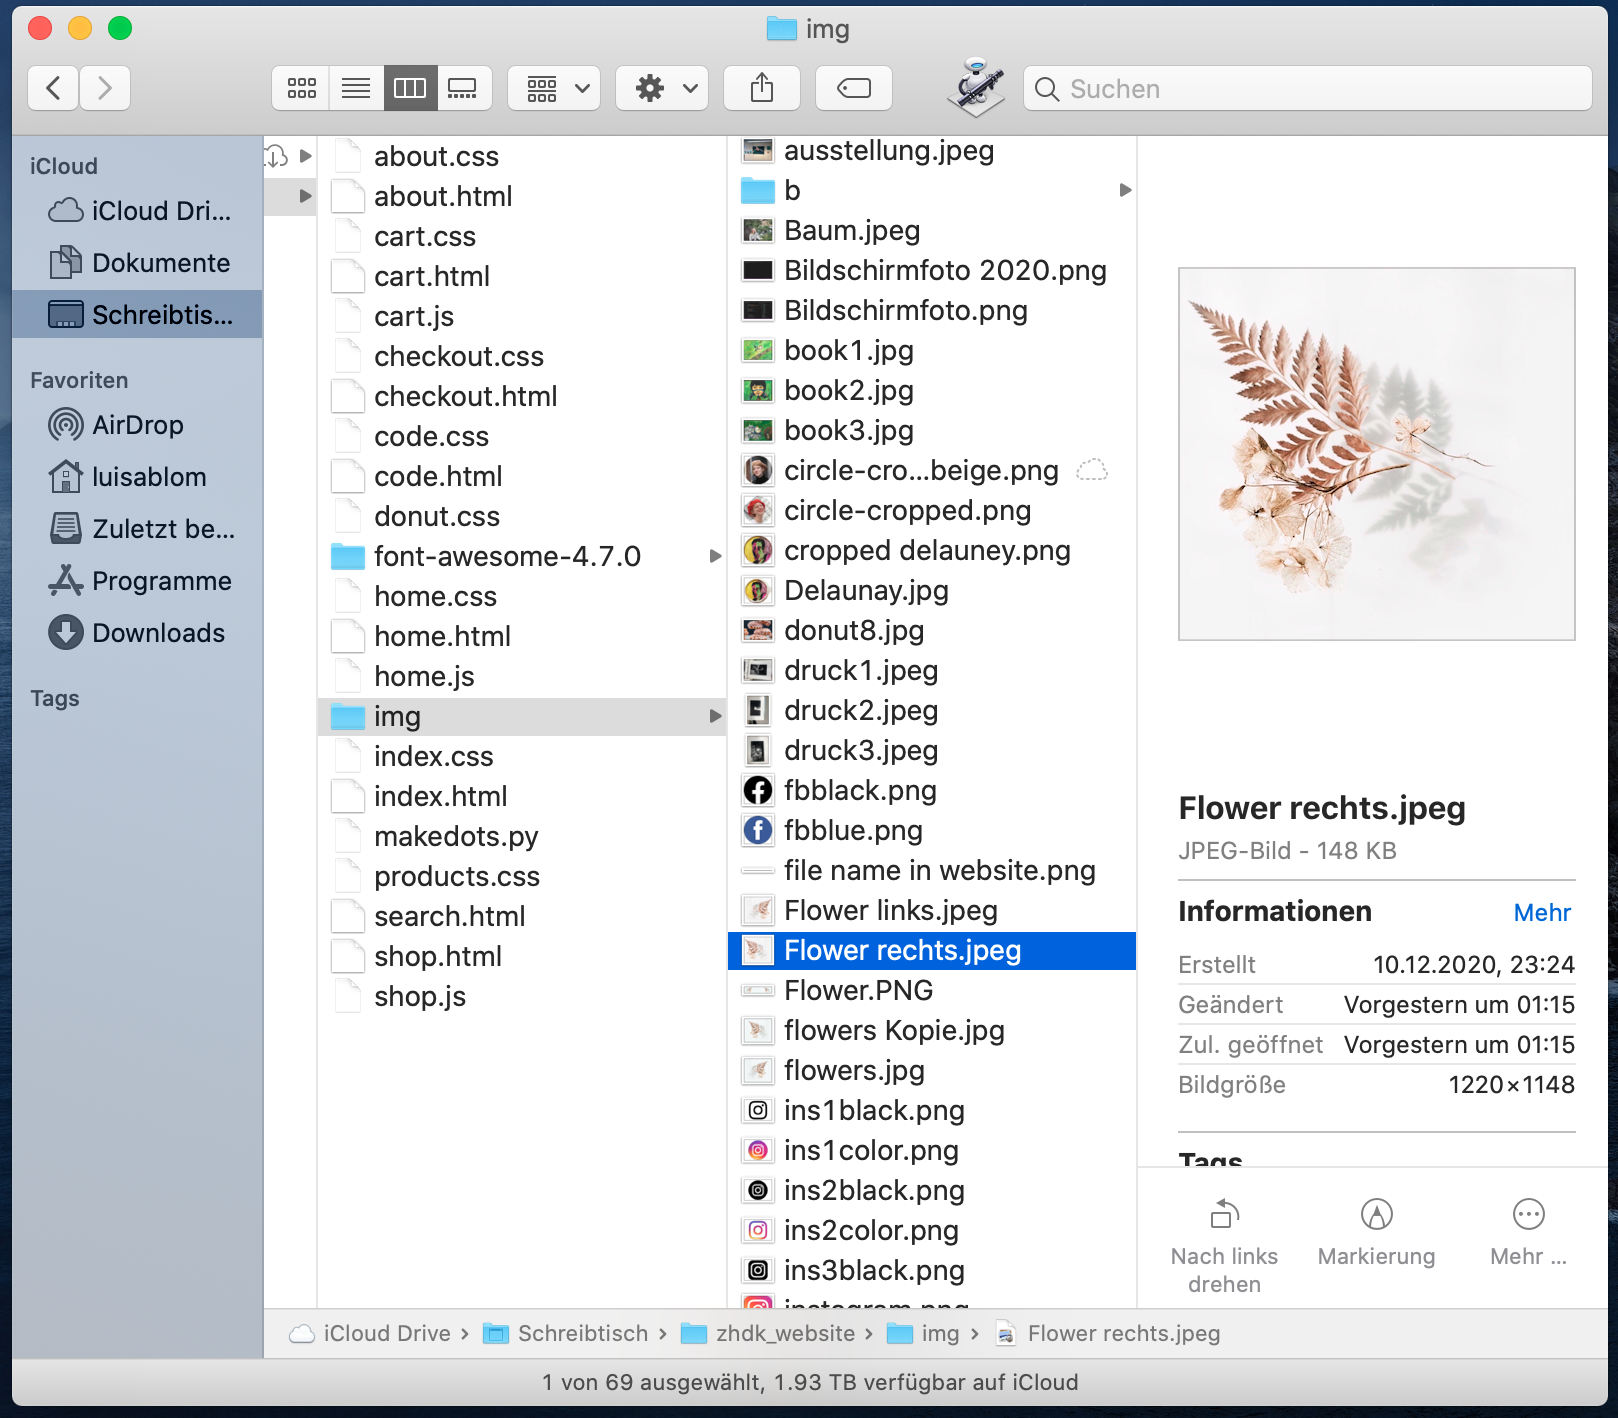 img
Suchen
iCloud
iCloud Dri...
Dokumente
Schreibtis...
Favoriten
AirDrop
luisablom
Zuletzt be...
Programme
Downloads
Tags
about.css
about.html
cart.css
cart.html
cart.js
checkout.css
checkout.html
code.css
code.html
donut.css
font-awesome-4.7.0
home.css
home.html
home.js
img
index.css
index.html
makedots.py
products.css
search.html
shop.html
shop.js
ausstellung.jpeg
b
Baum.jpeg
Bildschirmfoto 2020.png
Bildschirmfoto.png
book1.jpg
book2.jpg
book3.jpg
circle-cro...beige.png
circle-cropped.png
cropped delauney.png
Delaunay.jpg
donut8.jpg
druck1.jpeg
druck2.jpeg
druck3.jpeg
fbblack.png
fbblue.png
file name in website.png
Flower links.jpeg
Flower rechts.jpeg
Flower.PNG
flowers Kopie.jpg
flowers.jpg
ins1black.png
ins1color.png
ins2black.png
ins2color.png
ins3black.png
instagram.png
Flower rechts.jpeg
JPEG-Bild - 148 KB
Informationen Mehr
Erstellt 10.12.2020, 23:24
Geändert Vorgestern um 01:15
Zul. geöffnet Vorgestern um 01:15
Bildgröße 1220×1148
Tags
Nach links drehen
Markierung
Mehr ...
iCloud Drive › Schreibtisch › zhdk_website › img › Flower rechts.jpeg
1 von 69 ausgewählt, 1.93 TB verfügbar auf iCloud